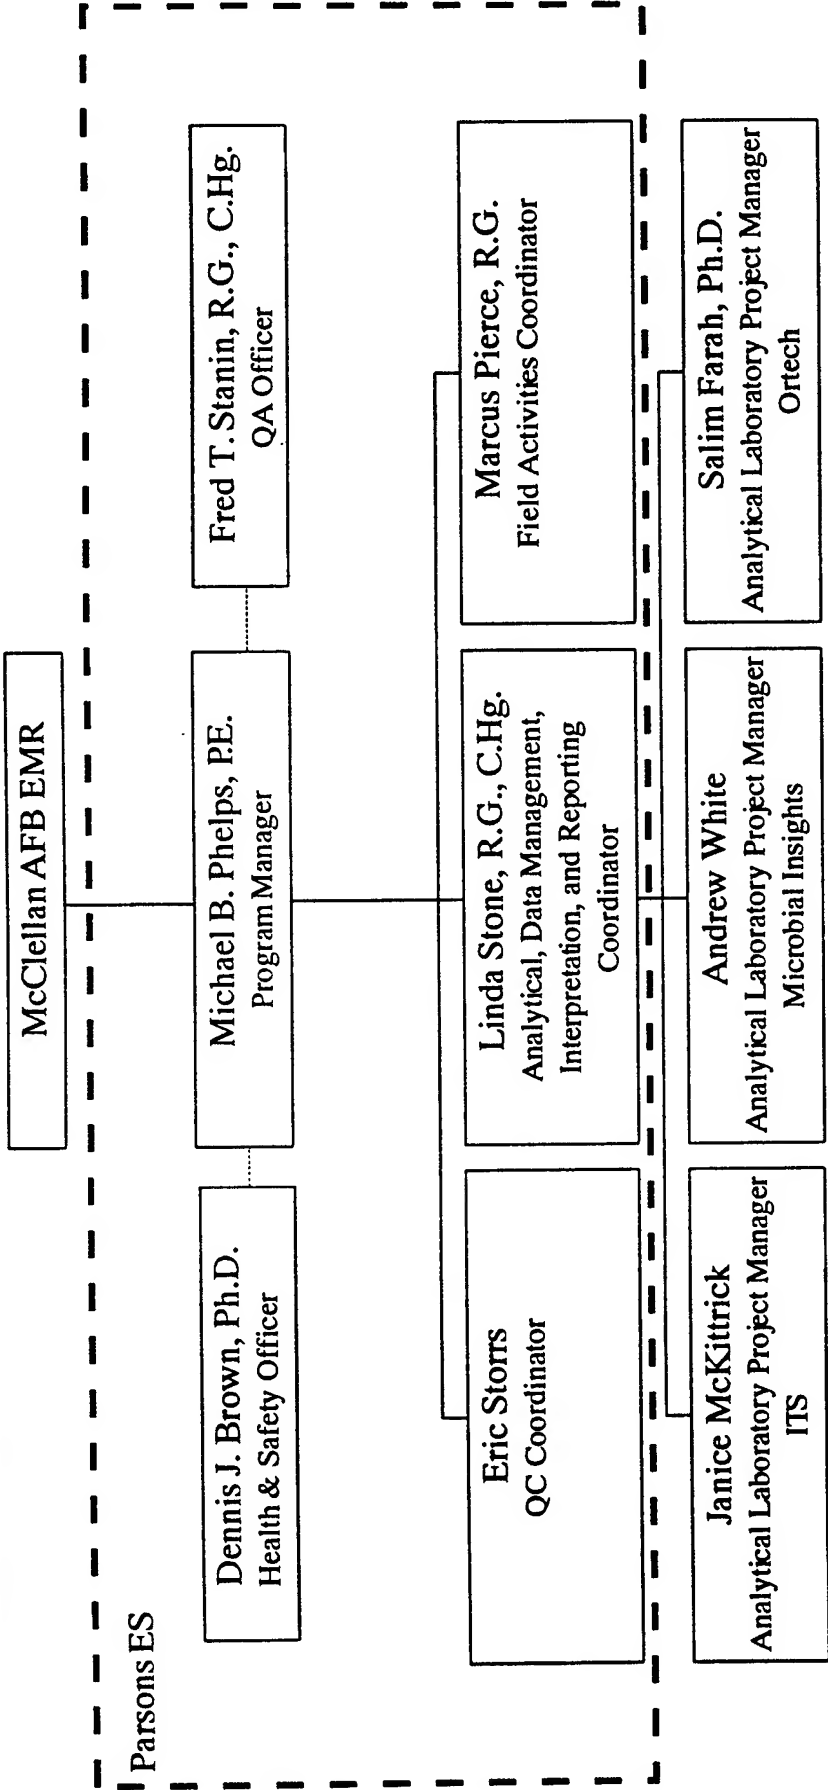 McClellan AFB EMR
Parsons ES
Dennis J. Brown, Ph.D.
Health & Safety Officer
Michael B. Phelps, P.E.
Program Manager
Fred T. Stanin, R.G., C.Hg.
QA Officer
Eric Storrs
QC Coordinator
Linda Stone, R.G., C.Hg.
Analytical, Data Management,
Interpretation, and Reporting
Coordinator
Marcus Pierce, R.G.
Field Activities Coordinator
Janice McKittrick
Analytical Laboratory Project Manager
ITS
Andrew White
Analytical Laboratory Project Manager
Microbial Insights
Salim Farah, Ph.D.
Analytical Laboratory Project Manager
Ortech